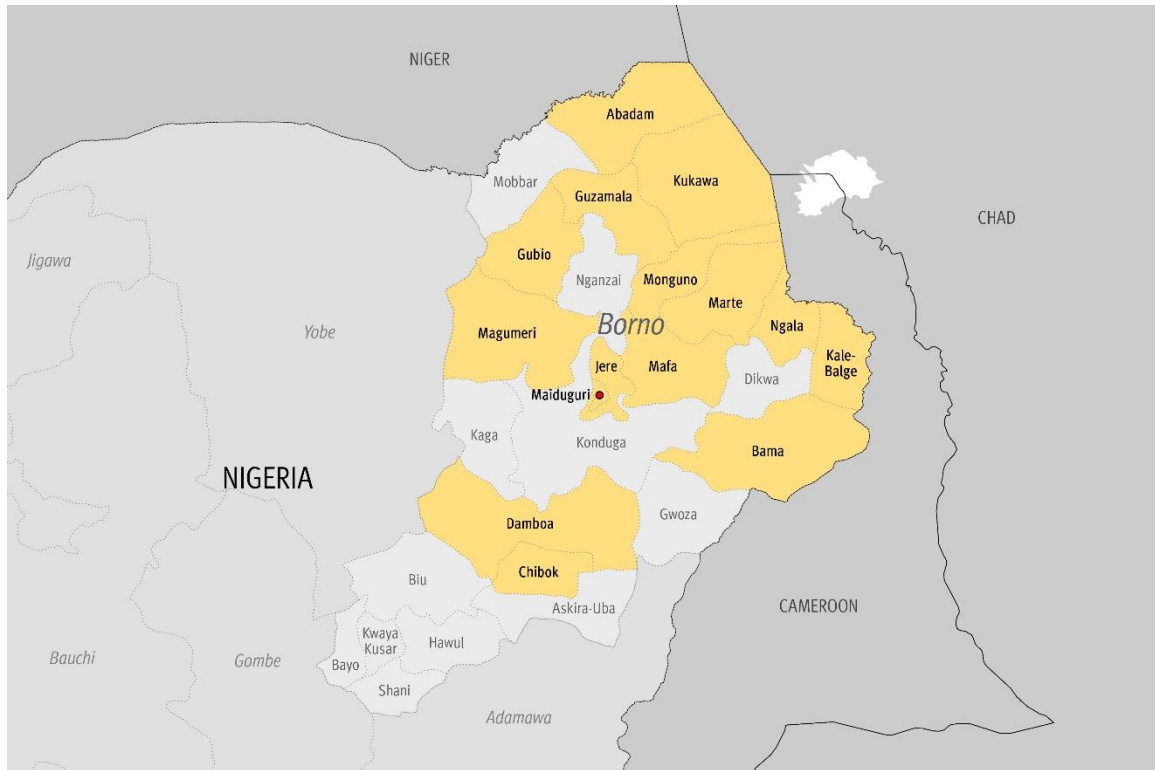 NIGER
Abadam
Mobbar
Kukawa
Guzamala
CHAD
Gubio
Jigawa
Nganzai
Monguno
Marte
Yobe
Magumeri
Borno
Ngala
Jere
Mafa
Kale-
Balge
Dikwa
Maiduguri
Kaga
Konduga
Bama
NIGERIA
Gwoza
Damboa
Chibok
Biu
Askira-Uba
CAMEROON
Kwaya
Kusar
Hawul
Bauchi
Gombe
Bayo
Shani
Adamawa